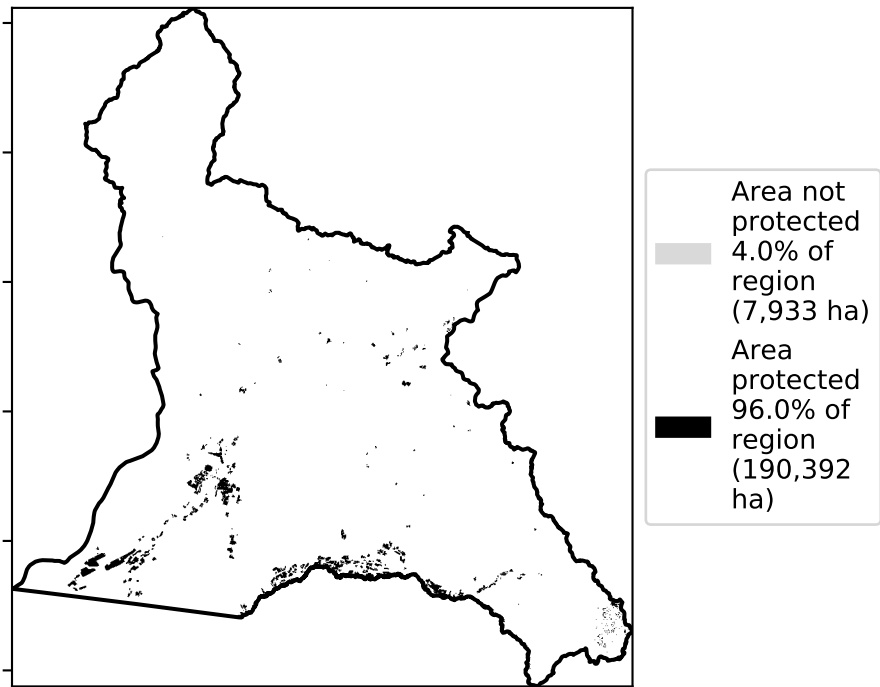 Area not
protected
4.0% of
region
(7,933 ha)
Area
protected
96.0% of
region
(190,392
ha)